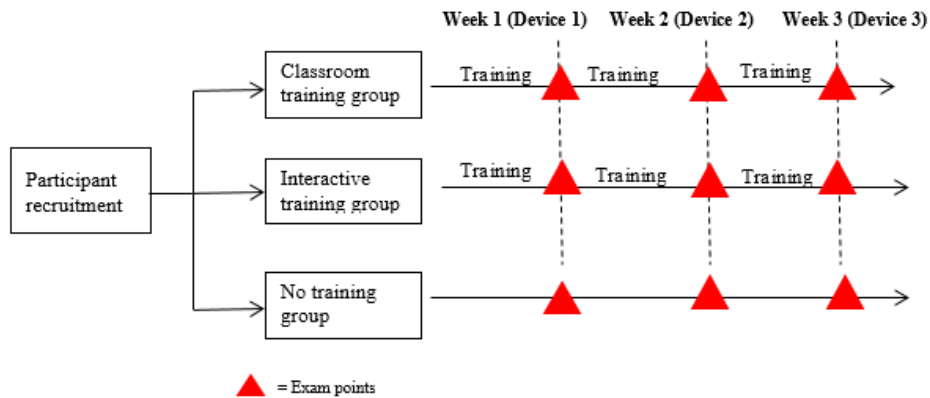 Week 1 (Device 1) Week 2 (Device 2) Week 3 (Device 3)
Classroom
training group
Training Training Training
Participant
recruitment
Interactive
training group
Training Training Training
No training
group
= Exam points